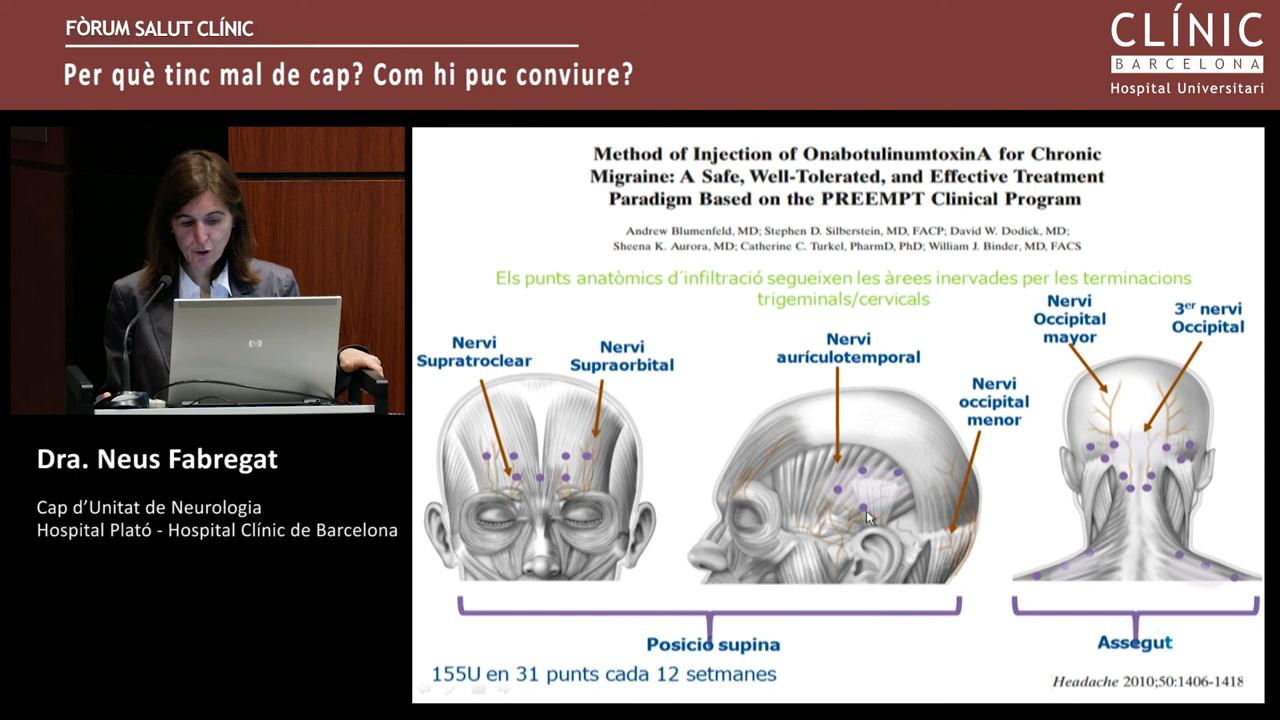 FÒRUM SALUT CLÍNIC
Per què tinc mal de cap? Com hi puc conviure?
CLÍNIC
BARCELONA
Hospital Universitari
Method of Injection of OnabotulinumtoxinA for Chronic
Migraine: A Safe, Well-Tolerated, and Effective Treatment
Paradigm Based on the PREEMPT Clinical Program
Andrew Blumenfeld, MD; Stephen D. Silberstein, MD, FACP; David W. Dodick, MD;
Sheena K. Aurora, MD; Catherine C. Turkel, PharmD, PhD; William J. Binder, MD, FACS
Els punts anatòmics d´infiltració segueixen les àrees inervades per les terminacions
trigeminals/cervicals
Nervi
Supratroclear
Nervi
Supraorbital
Nervi
aurículotemporal
Nervi
occipital
menor
Nervi
Occipital
mayor
3er nervi
Occipital
Posició supina
Assegut
155U en 31 punts cada 12 setmanes
Headache 2010;50:1406-1418
hp
Dra. Neus Fabregat
Cap d'Unitat de Neurologia
Hospital Plató - Hospital Clínic de Barcelona